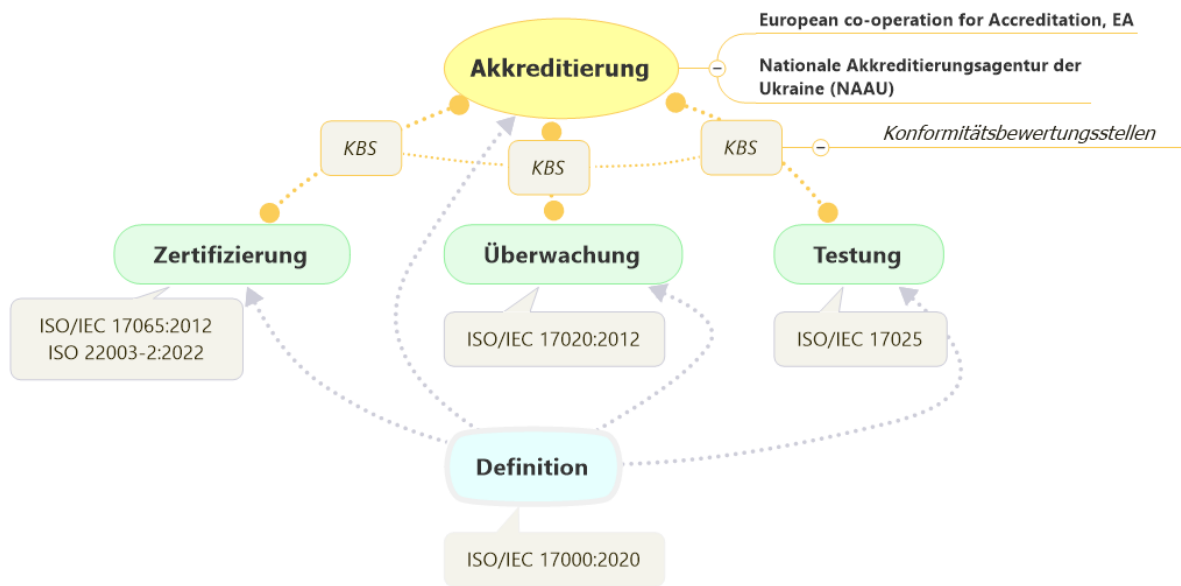 European co-operation for Accreditation, EA
Akkreditierung
Nationale Akkreditierungsagentur der
Ukraine (NAAU)
KBS
KBS
KBS
Konformitätsbewertungsstellen
Zertifizierung
Überwachung
Testung
ISO/IEC 17065:2012
ISO 22003-2:2022
ISO/IEC 17020:2012
ISO/IEC 17025
Definition
ISO/IEC 17000:2020